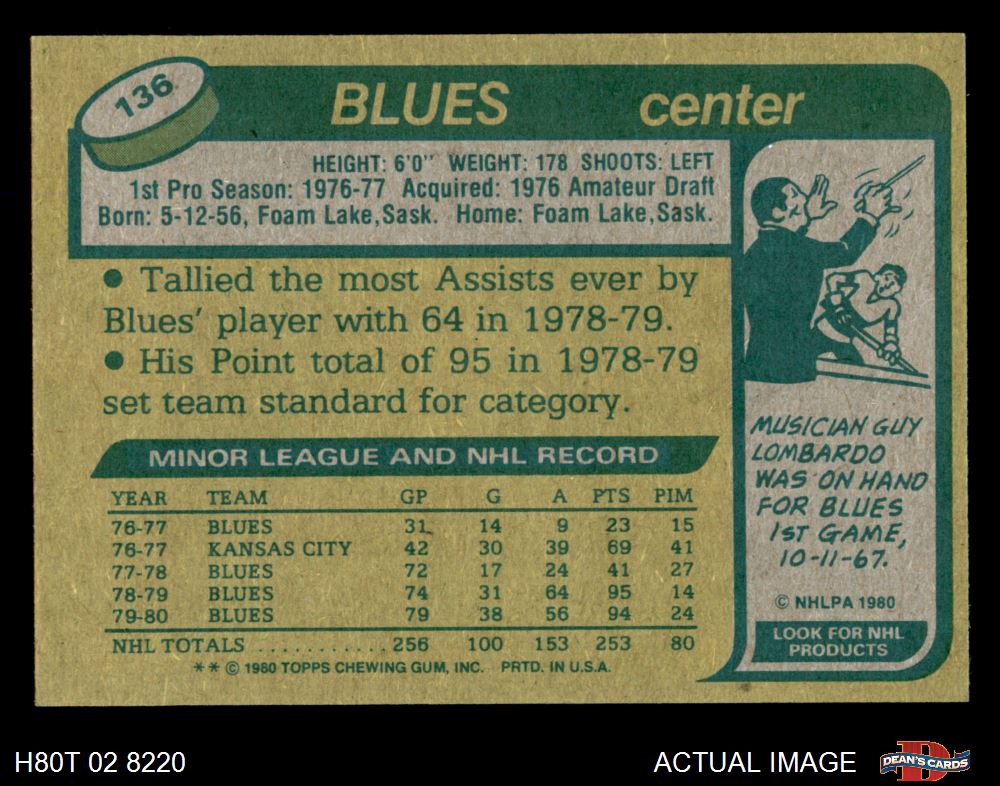 136
BLUES center
HEIGHT: 6'0" WEIGHT: 178 SHOOTS: LEFT
1st Pro Season: 1976-77 Acquired: 1976 Amateur Draft
Born: 5-12-56, Foam Lake,Sask. Home: Foam Lake,Sask.
● Tallied the most Assists ever by
Blues' player with 64 in 1978-79.
● His Point total of 95 in 1978-79
set team standard for category.
MINOR LEAGUE AND NHL RECORD
YEAR TEAM GP G A PTS PIM
76-77 BLUES 31 14 9 23 15
76-77 KANSAS CITY 42 30 39 69 41
77-78 BLUES 72 17 24 41 27
78-79 BLUES 74 31 64 95 14
79-80 BLUES 79 38 56 94 24
NHL TOTALS ............ 256 100 153 253 80
** © 1980 TOPPS CHEWING GUM, INC. PRTD. IN U.S.A.
MUSICIAN GUY
LOMBARDO
WAS ON HAND
FOR BLUES
1ST GAME,
10-11-67.
© NHLPA 1980
LOOK FOR NHL
PRODUCTS
H80T 02 8220
ACTUAL IMAGE
D
DEAN'S CARDS